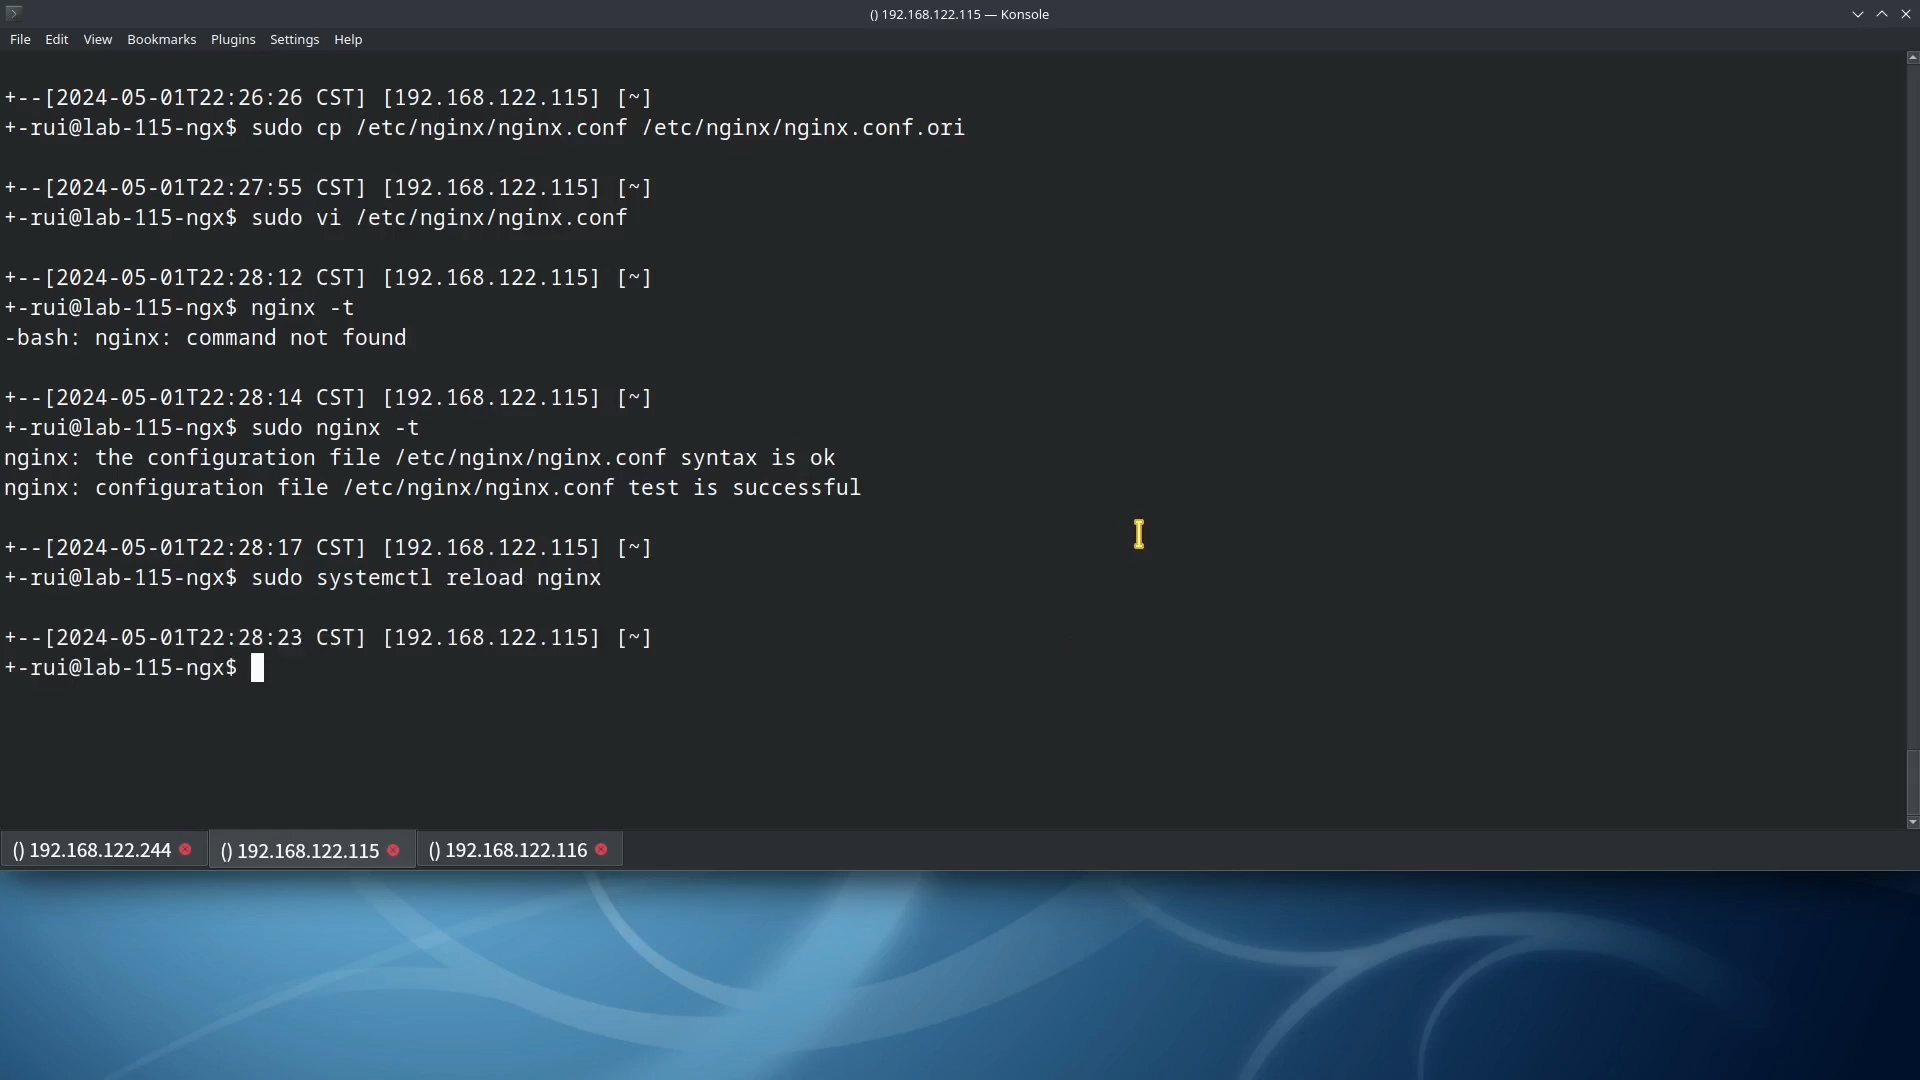 () 192.168.122.115 — Konsole
File Edit View Bookmarks Plugins Settings Help
+--[2024-05-01T22:26:26 CST] [192.168.122.115] [~]
+-rui@lab-115-ngx$ sudo cp /etc/nginx/nginx.conf /etc/nginx/nginx.conf.ori
+--[2024-05-01T22:27:55 CST] [192.168.122.115] [~]
+-rui@lab-115-ngx$ sudo vi /etc/nginx/nginx.conf
+--[2024-05-01T22:28:12 CST] [192.168.122.115] [~]
+-rui@lab-115-ngx$ nginx -t
-bash: nginx: command not found
+--[2024-05-01T22:28:14 CST] [192.168.122.115] [~]
+-rui@lab-115-ngx$ sudo nginx -t
nginx: the configuration file /etc/nginx/nginx.conf syntax is ok
nginx: configuration file /etc/nginx/nginx.conf test is successful
+--[2024-05-01T22:28:17 CST] [192.168.122.115] [~]
+-rui@lab-115-ngx$ sudo systemctl reload nginx
+--[2024-05-01T22:28:23 CST] [192.168.122.115] [~]
+-rui@lab-115-ngx$
() 192.168.122.244 () 192.168.122.115 () 192.168.122.116